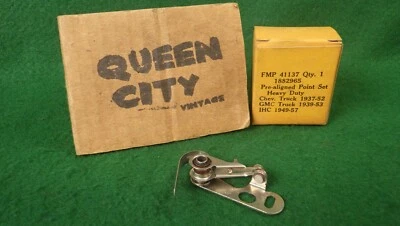 QUEEN
CITY
VINTAGE
FMP 41137 Qty. 1
1882965
Pre-aligned Point Set
Heavy Duty
Chev. Truck 1937-52
GMC Truck 1939-53
IHC 1949-57